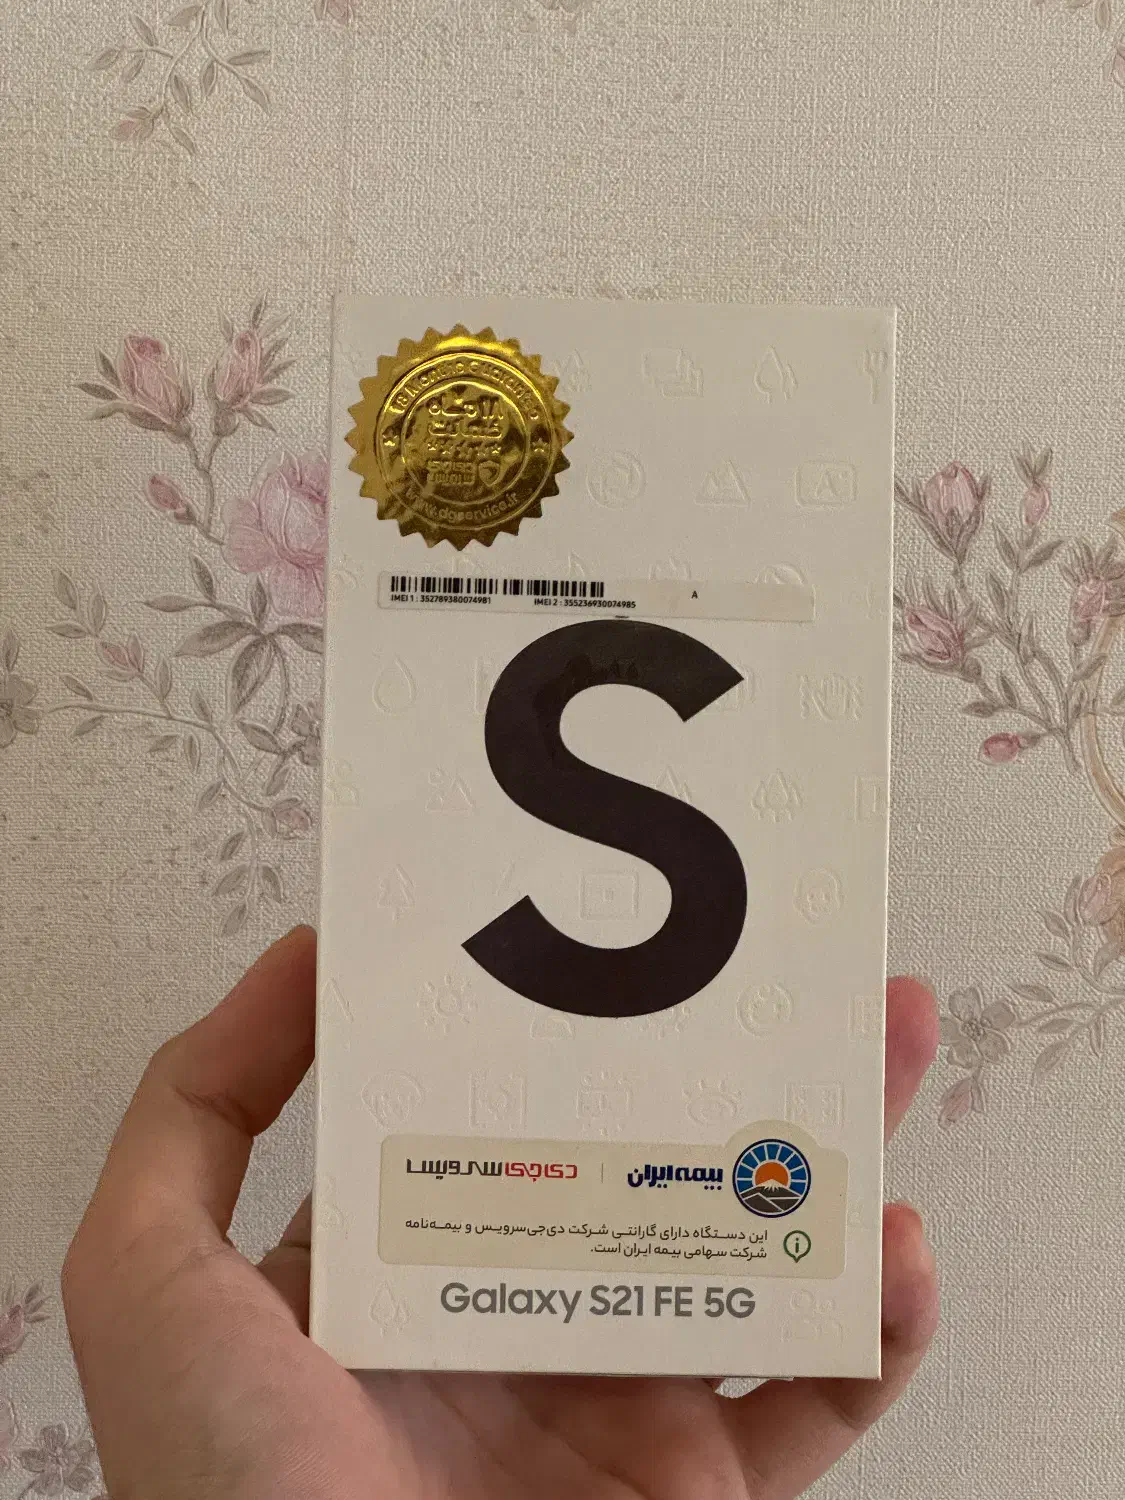 18 Months Guarantee
۱۸ ماه
ضمانت
دی‌جی
سرویس
www.dgservice.ir
IMEI 1 : 352789380074981 IMEI 2 : 355236930074985 A
S
بیمه ایران | دی‌جی سرویس
این دستگاه دارای گارانتی شرکت دی‌جی‌سرویس و بیمه‌نامه
شرکت سهامی بیمه ایران است.
Galaxy S21 FE 5G